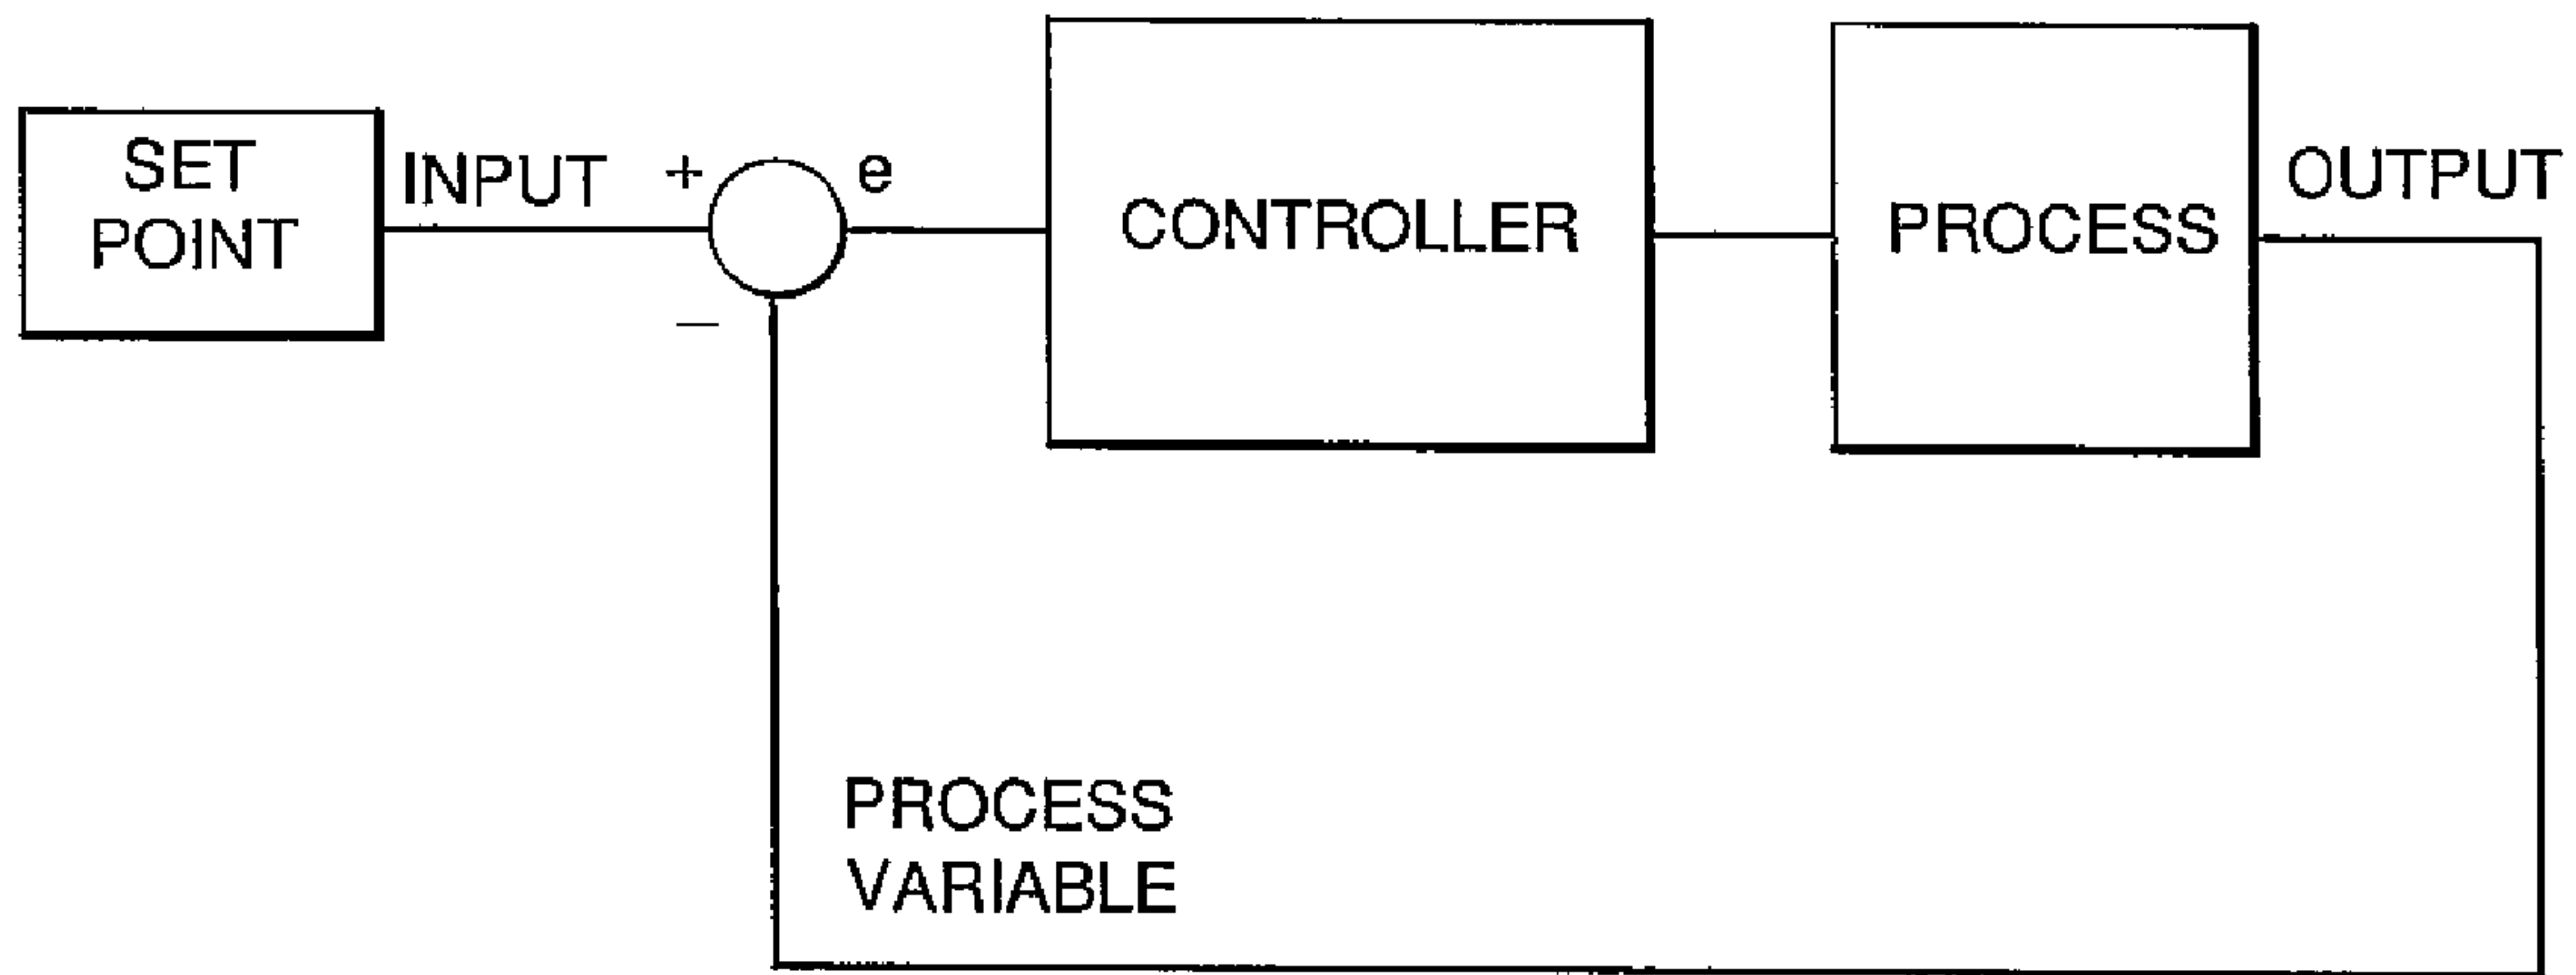 SET
POINT
INPUT
+
e
−
CONTROLLER
PROCESS
OUTPUT
PROCESS
VARIABLE